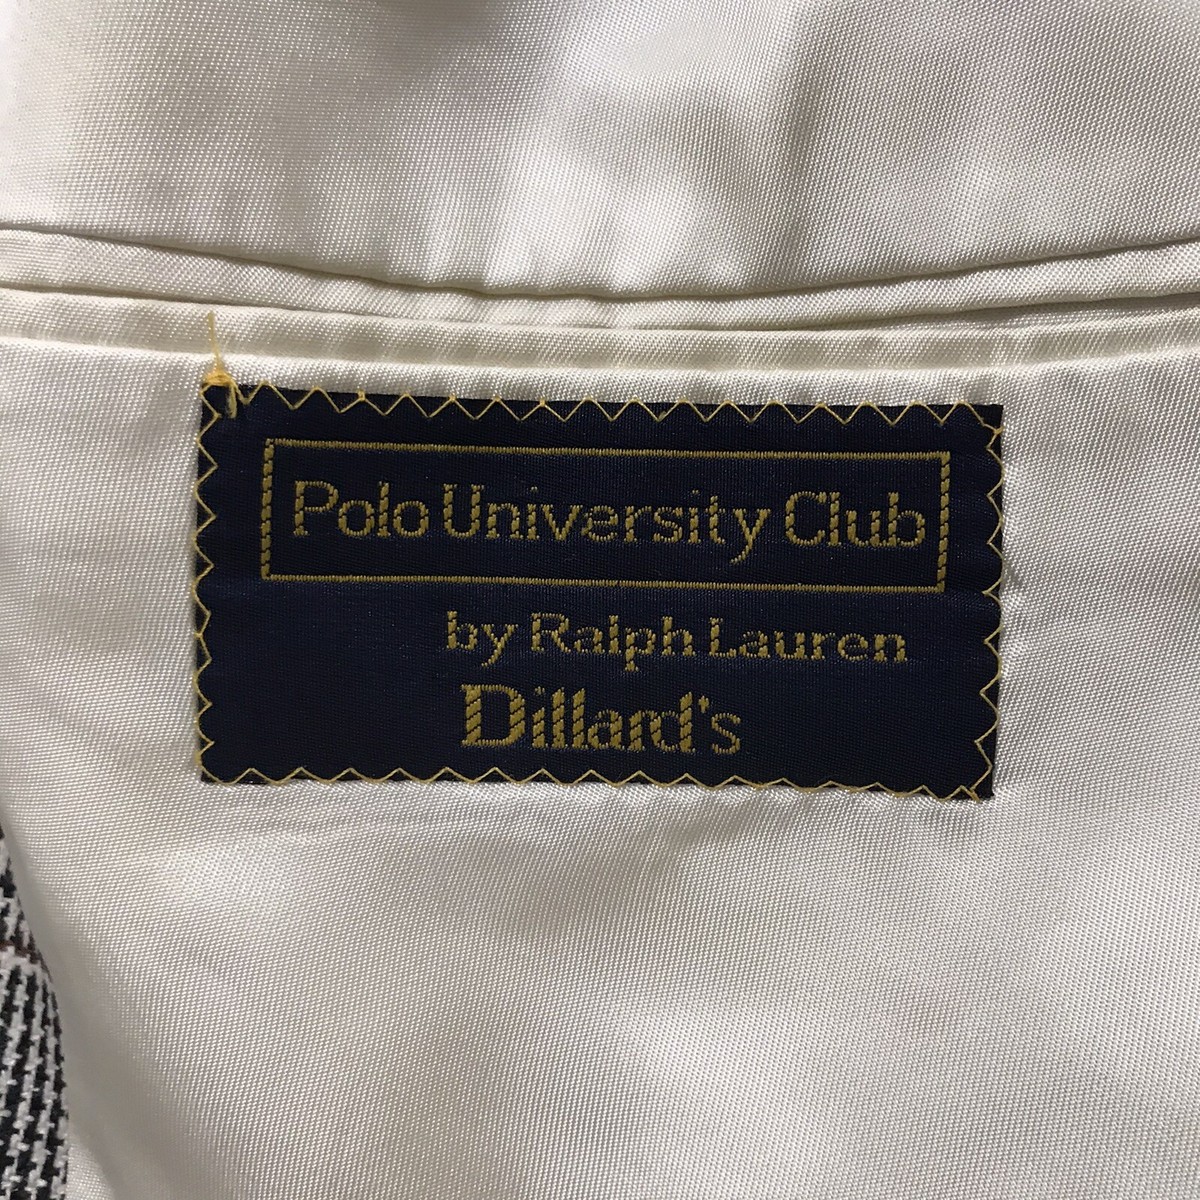 Polo University Club
by Ralph Lauren
Dillard's